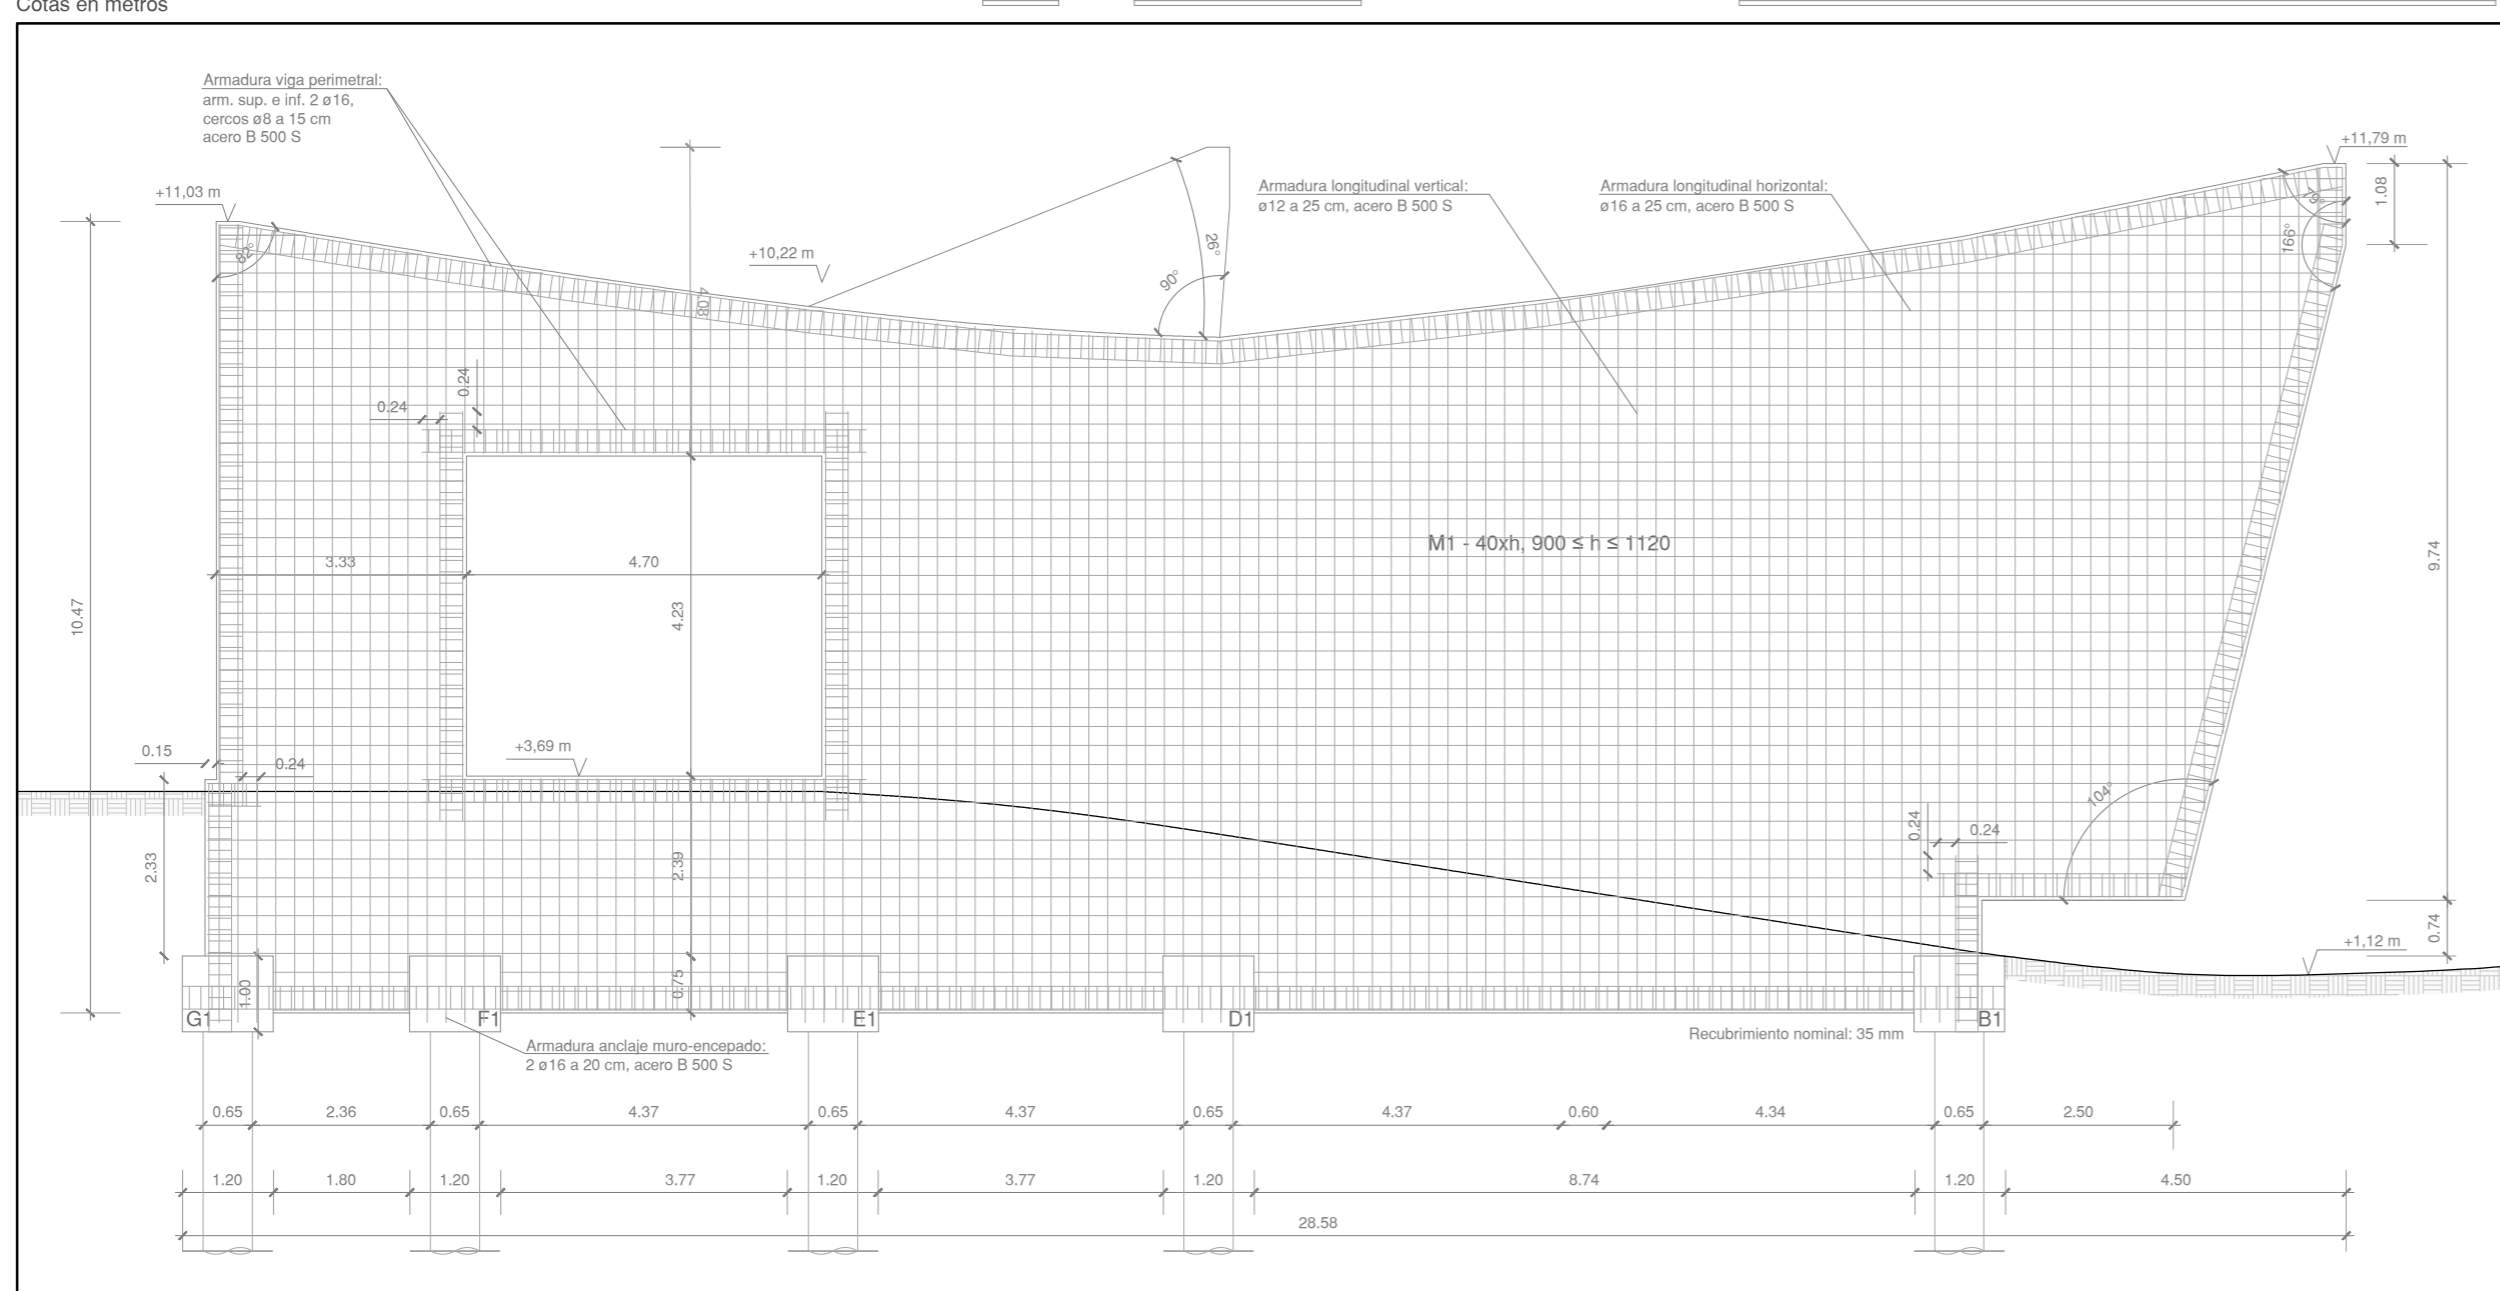 Cotas en metros
Armadura viga perimetral:
arm. sup. e inf. 2 ø16,
cercos ø8 a 15 cm
acero B 500 S
+11,79 m
+11,03 m
Armadura longitudinal vertical:
ø12 a 25 cm, acero B 500 S
Armadura longitudinal horizontal:
ø16 a 25 cm, acero B 500 S
1.08
79°
82°
26°
166°
+10,22 m
90°
4.08
0.24
0.24
M1 - 40xh, 900 ≤ h ≤ 1120
3.33
4.70
9.74
10.47
4.23
+3,69 m
0.15
0.24
104°
0.24
0.24
2.33
2.39
0.74
+1,12 m
1.00
0.75
G1
F1
E1
D1
B1
Recubrimiento nominal: 35 mm
Armadura anclaje muro-encepado:
2 ø16 a 20 cm, acero B 500 S
0.65
2.36
0.65
4.37
0.65
4.37
0.65
4.37
0.60
4.34
0.65
2.50
1.20
1.80
1.20
3.77
1.20
3.77
1.20
8.74
1.20
4.50
28.58